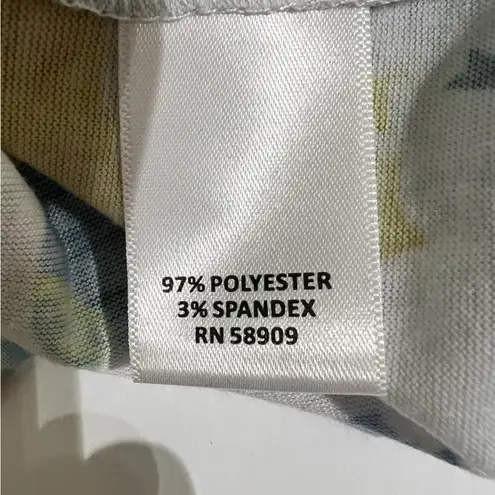 97% POLYESTER
3% SPANDEX
RN 58909